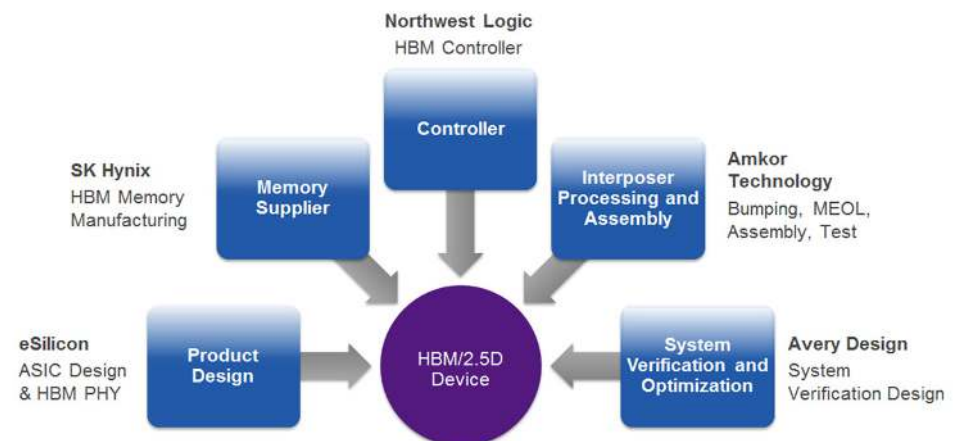 Northwest Logic
HBM Controller
Controller
SK Hynix
HBM Memory
Manufacturing
Memory
Supplier
Interposer
Processing and
Assembly
Amkor
Technology
Bumping, MEOL,
Assembly, Test
eSilicon
ASIC Design
& HBM PHY
Product
Design
HBM/2.5D
Device
System
Verification and
Optimization
Avery Design
System
Verification Design